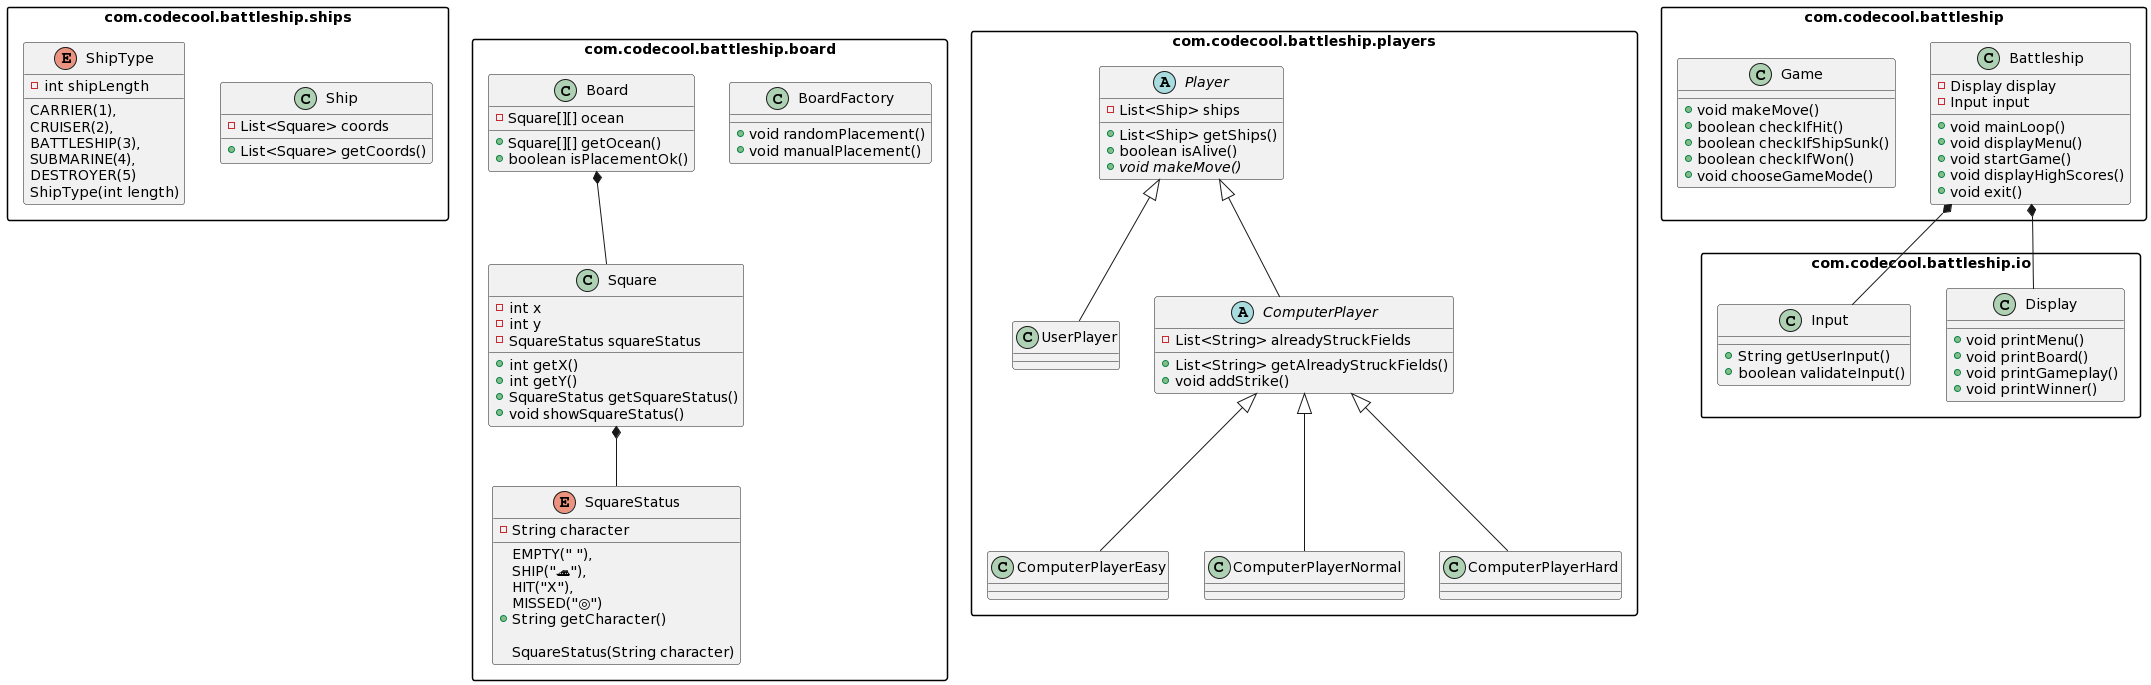 com.codecool.battleship.ships
E ShipType
int shipLength
CARRIER(1),
CRUISER(2),
BATTLESHIP(3),
SUBMARINE(4),
DESTROYER(5)
ShipType(int length)
C Ship
List<Square> coords
List<Square> getCoords()
com.codecool.battleship.board
C Board
Square[][] ocean
Square[][] getOcean()
boolean isPlacementOk()
C BoardFactory
void randomPlacement()
void manualPlacement()
C Square
int x
int y
SquareStatus squareStatus
int getX()
int getY()
SquareStatus getSquareStatus()
void showSquareStatus()
E SquareStatus
String character
EMPTY(" "),
SHIP("🛥"),
HIT("X"),
MISSED("◎")
String getCharacter()
SquareStatus(String character)
com.codecool.battleship.players
A Player
List<Ship> ships
List<Ship> getShips()
boolean isAlive()
void makeMove()
C UserPlayer
A ComputerPlayer
List<String> alreadyStruckFields
List<String> getAlreadyStruckFields()
void addStrike()
C ComputerPlayerEasy
C ComputerPlayerNormal
C ComputerPlayerHard
com.codecool.battleship
C Game
void makeMove()
boolean checkIfHit()
boolean checkIfShipSunk()
boolean checkIfWon()
void chooseGameMode()
C Battleship
Display display
Input input
void mainLoop()
void displayMenu()
void startGame()
void displayHighScores()
void exit()
com.codecool.battleship.io
C Input
String getUserInput()
boolean validateInput()
C Display
void printMenu()
void printBoard()
void printGameplay()
void printWinner()